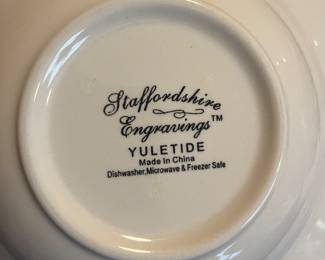 Staffordshire
Engravings™
YULETIDE
Made in China
Dishwasher,Microwave & Freezer Safe